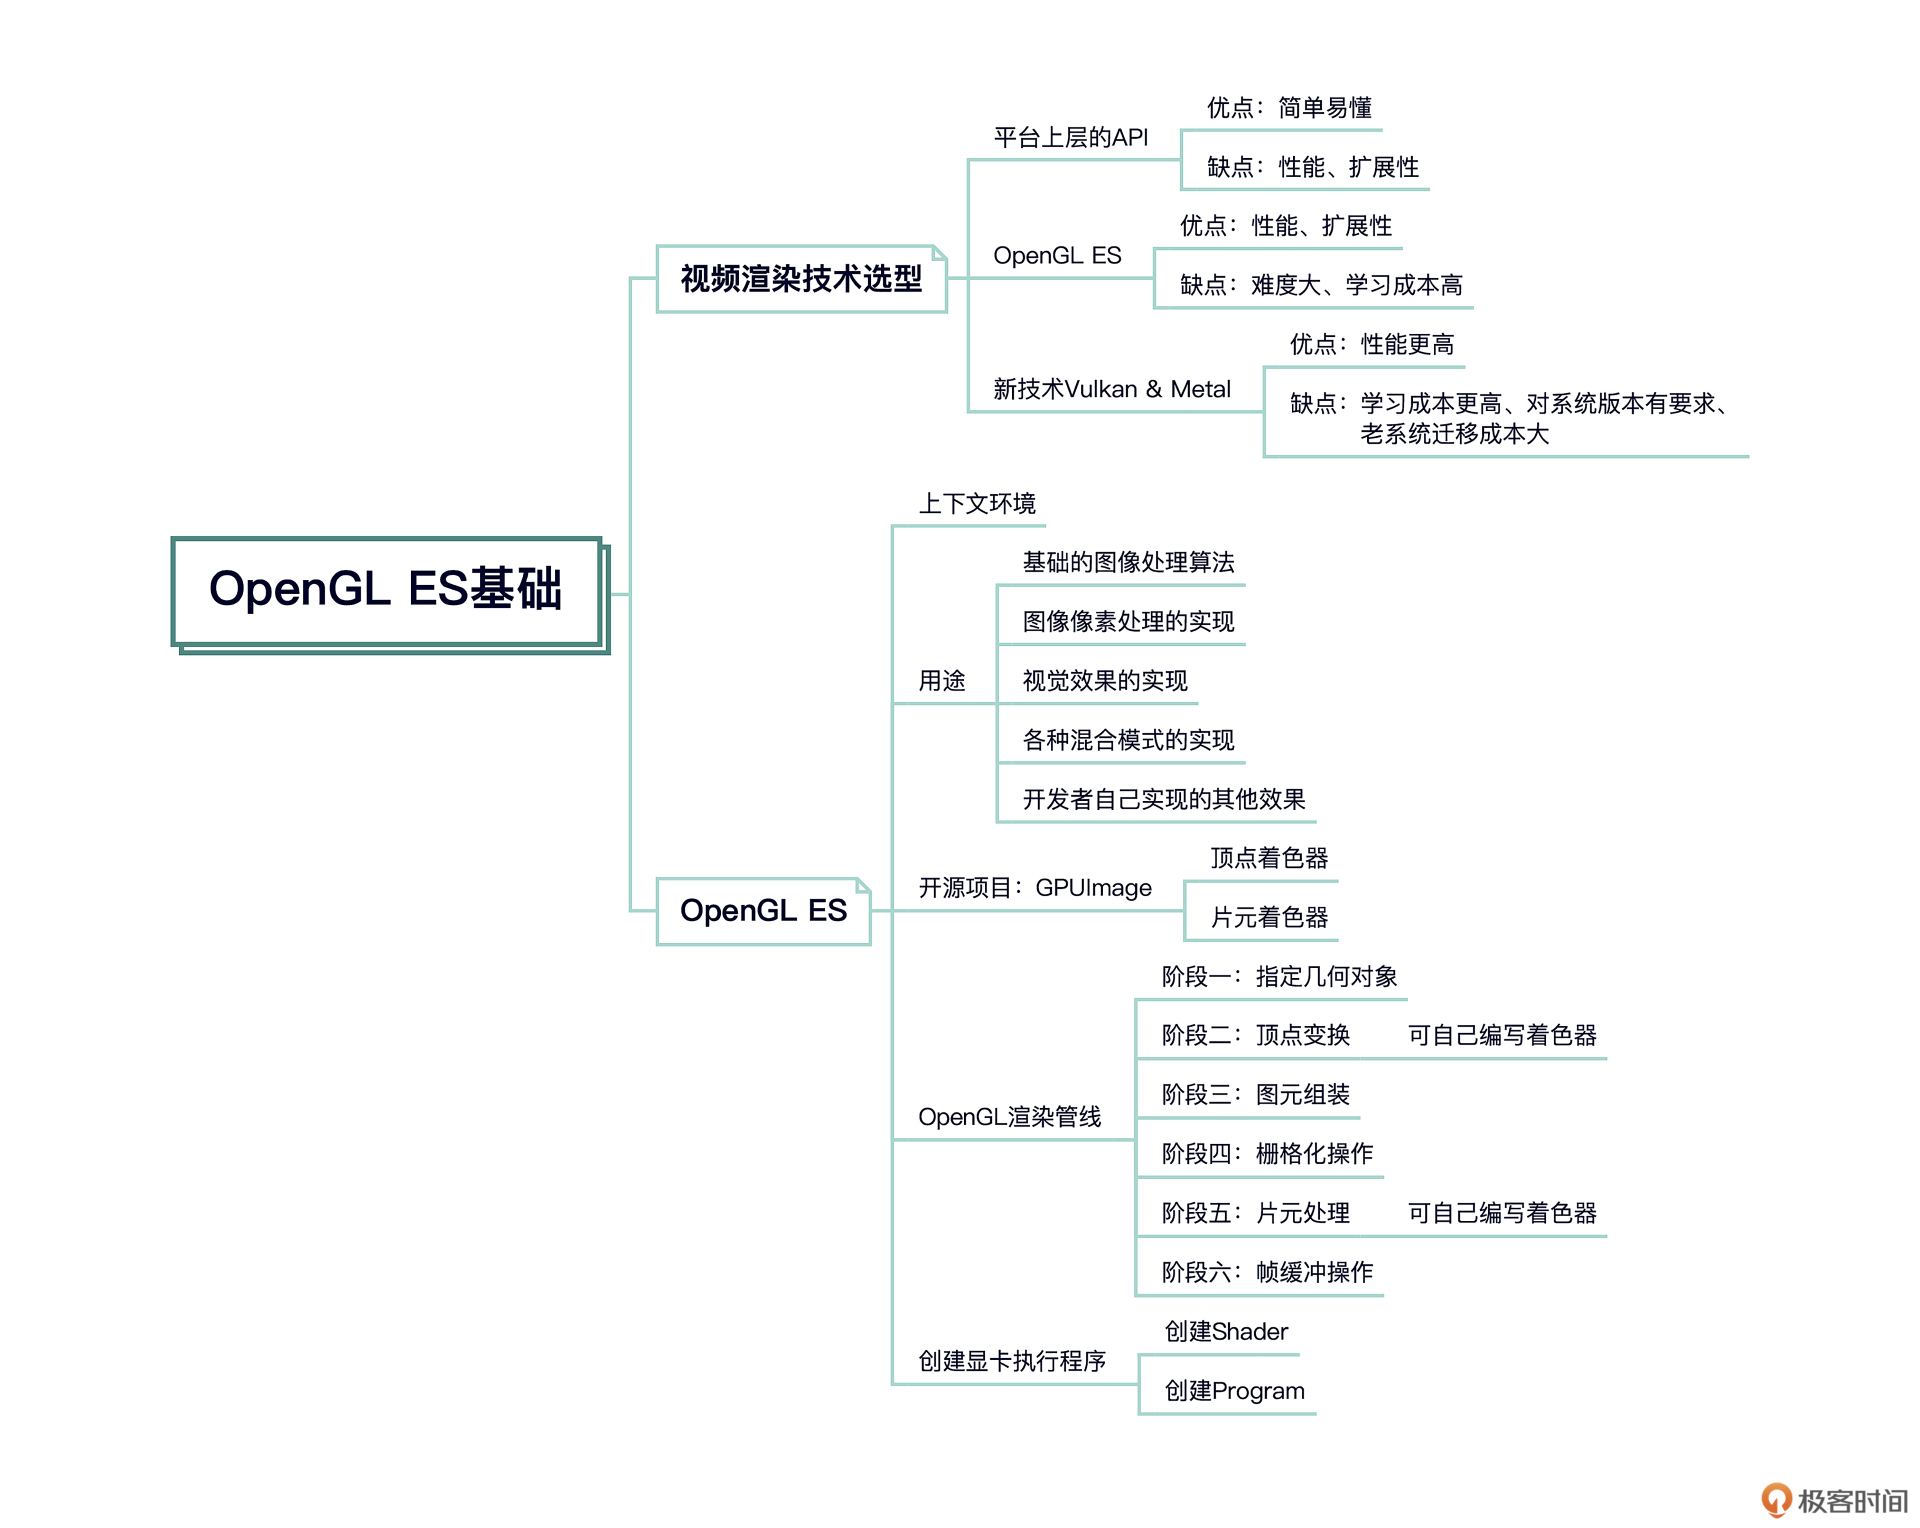 OpenGL ES基础
视频渲染技术选型
平台上层的API
优点：简单易懂
缺点：性能、扩展性
OpenGL ES
优点：性能、扩展性
缺点：难度大、学习成本高
新技术Vulkan & Metal
优点：性能更高
缺点：学习成本更高、对系统版本有要求、
老系统迁移成本大
OpenGL ES
上下文环境
用途
基础的图像处理算法
图像像素处理的实现
视觉效果的实现
各种混合模式的实现
开发者自己实现的其他效果
开源项目：GPUImage
顶点着色器
片元着色器
OpenGL渲染管线
阶段一：指定几何对象
阶段二：顶点变换 可自己编写着色器
阶段三：图元组装
阶段四：栅格化操作
阶段五：片元处理 可自己编写着色器
阶段六：帧缓冲操作
创建显卡执行程序
创建Shader
创建Program
极客时间